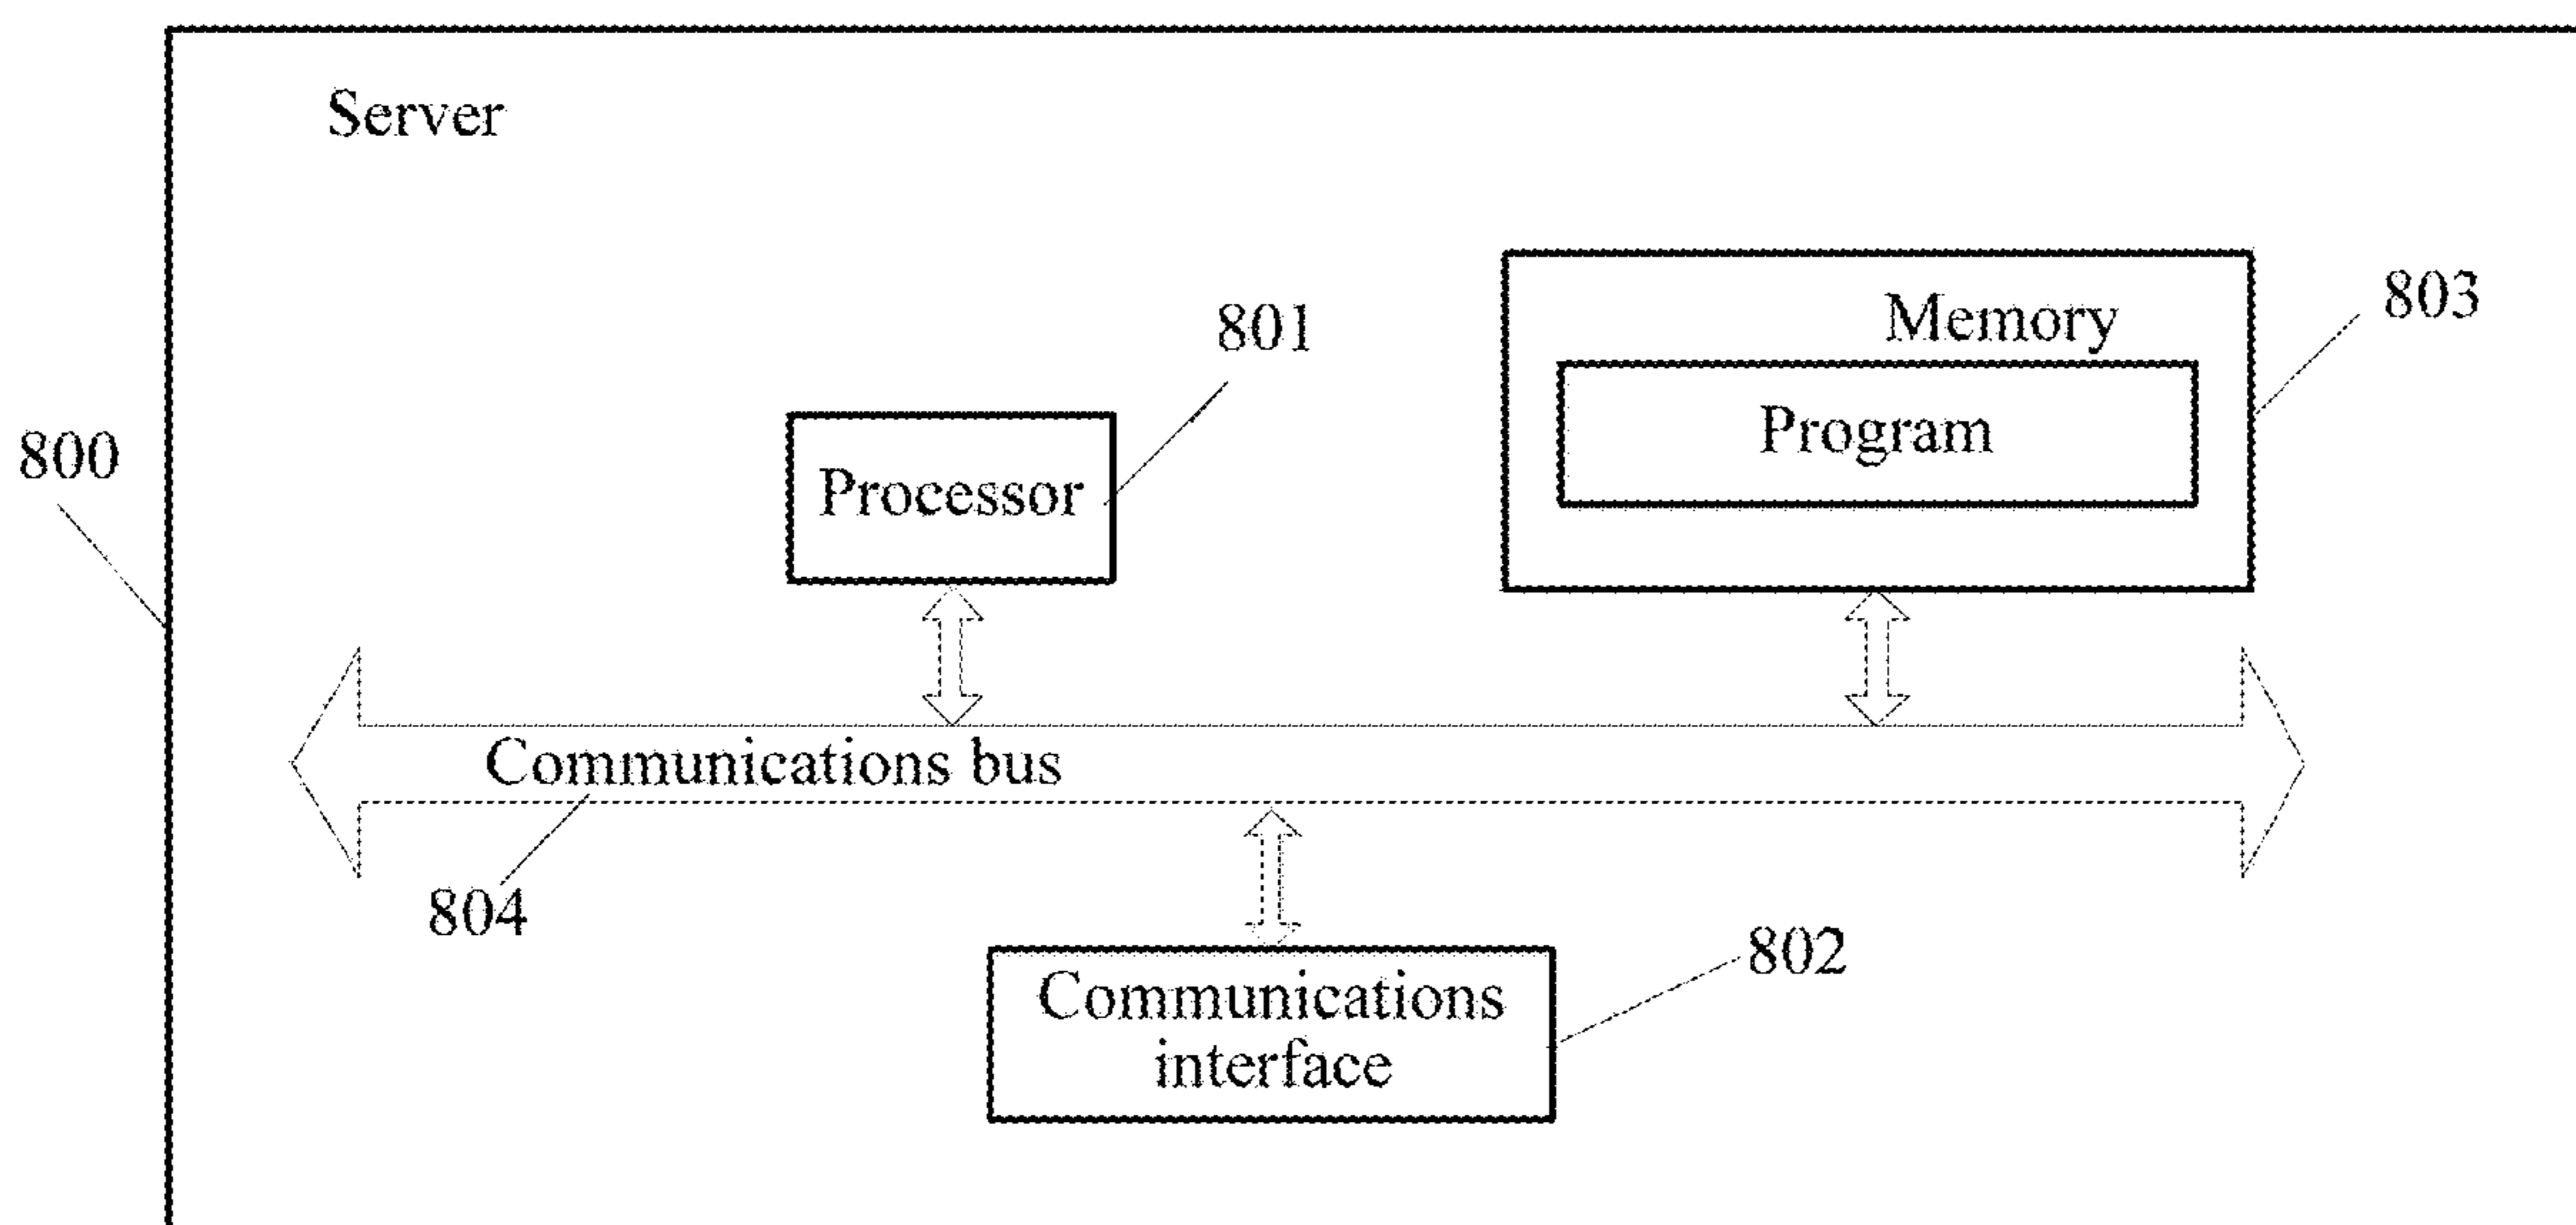 Server
803
Memory
801
Program
800
Processor
Communications bus
804
802
Communications
interface